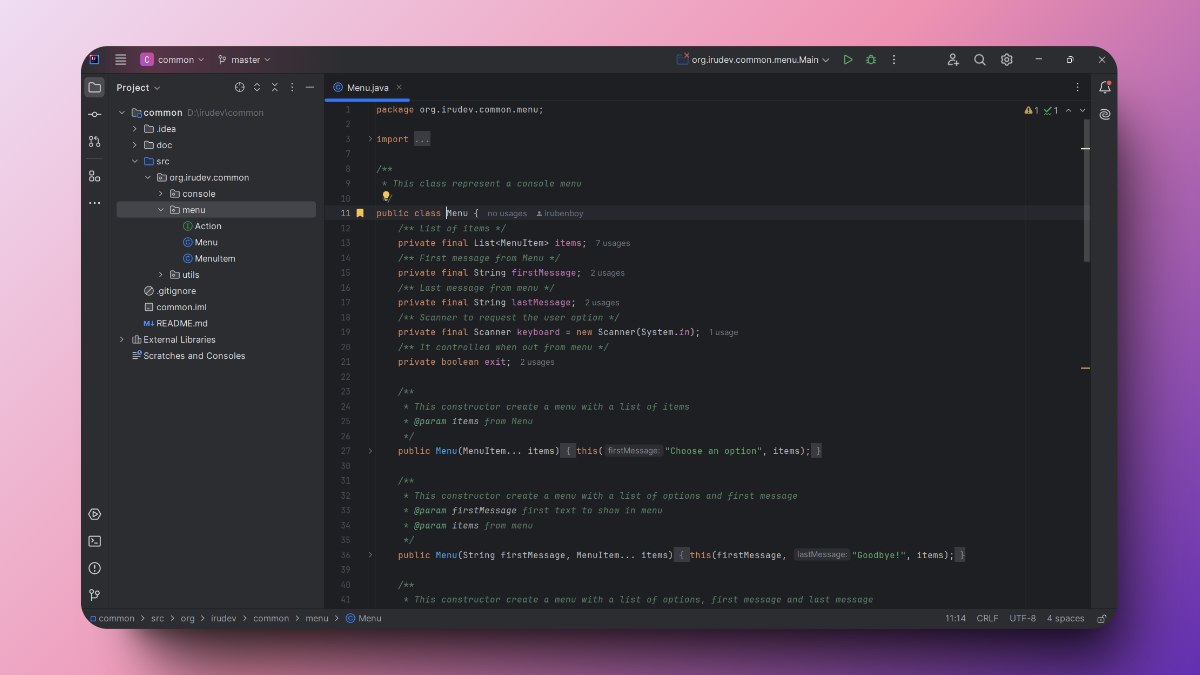 C common master org.irudev.common.menu.Main
Project
Menu.java
common D:\irudev\common
.idea
doc
src
org.irudev.common
console
menu
Action
Menu
MenuItem
utils
.gitignore
common.iml
M↓ README.md
External Libraries
Scratches and Consoles
1 package org.irudev.common.menu;
1 1
2
3 import ...
7
8 /**
9 * This class represent a console menu
10 */
11 public class Menu { no usages irubenboy
12 /** List of items */
13 private final List<MenuItem> items; 7 usages
14 /** First message from Menu */
15 private final String firstMessage; 2 usages
16 /** Last message from menu */
17 private final String lastMessage; 2 usages
18 /** Scanner to request the user option */
19 private final Scanner keyboard = new Scanner(System.in); 1 usage
20 /** It controlled when out from menu */
21 private boolean exit; 2 usages
22
23 /**
24 * This constructor create a menu with a list of items
25 * @param items from Menu
26 */
27 public Menu(MenuItem... items) { this( firstMessage: "Choose an option", items); }
30
31 /**
32 * This constructor create a menu with a list of options and first message
33 * @param firstMessage first text to show in menu
34 * @param items from menu
35 */
36 public Menu(String firstMessage, MenuItem... items) { this(firstMessage, lastMessage: "Goodbye!", items); }
39
40 /**
41 * This constructor create a menu with a list of options, first message and last message
common > src > org > irudev > common > menu > Menu
11:14 CRLF UTF-8 4 spaces